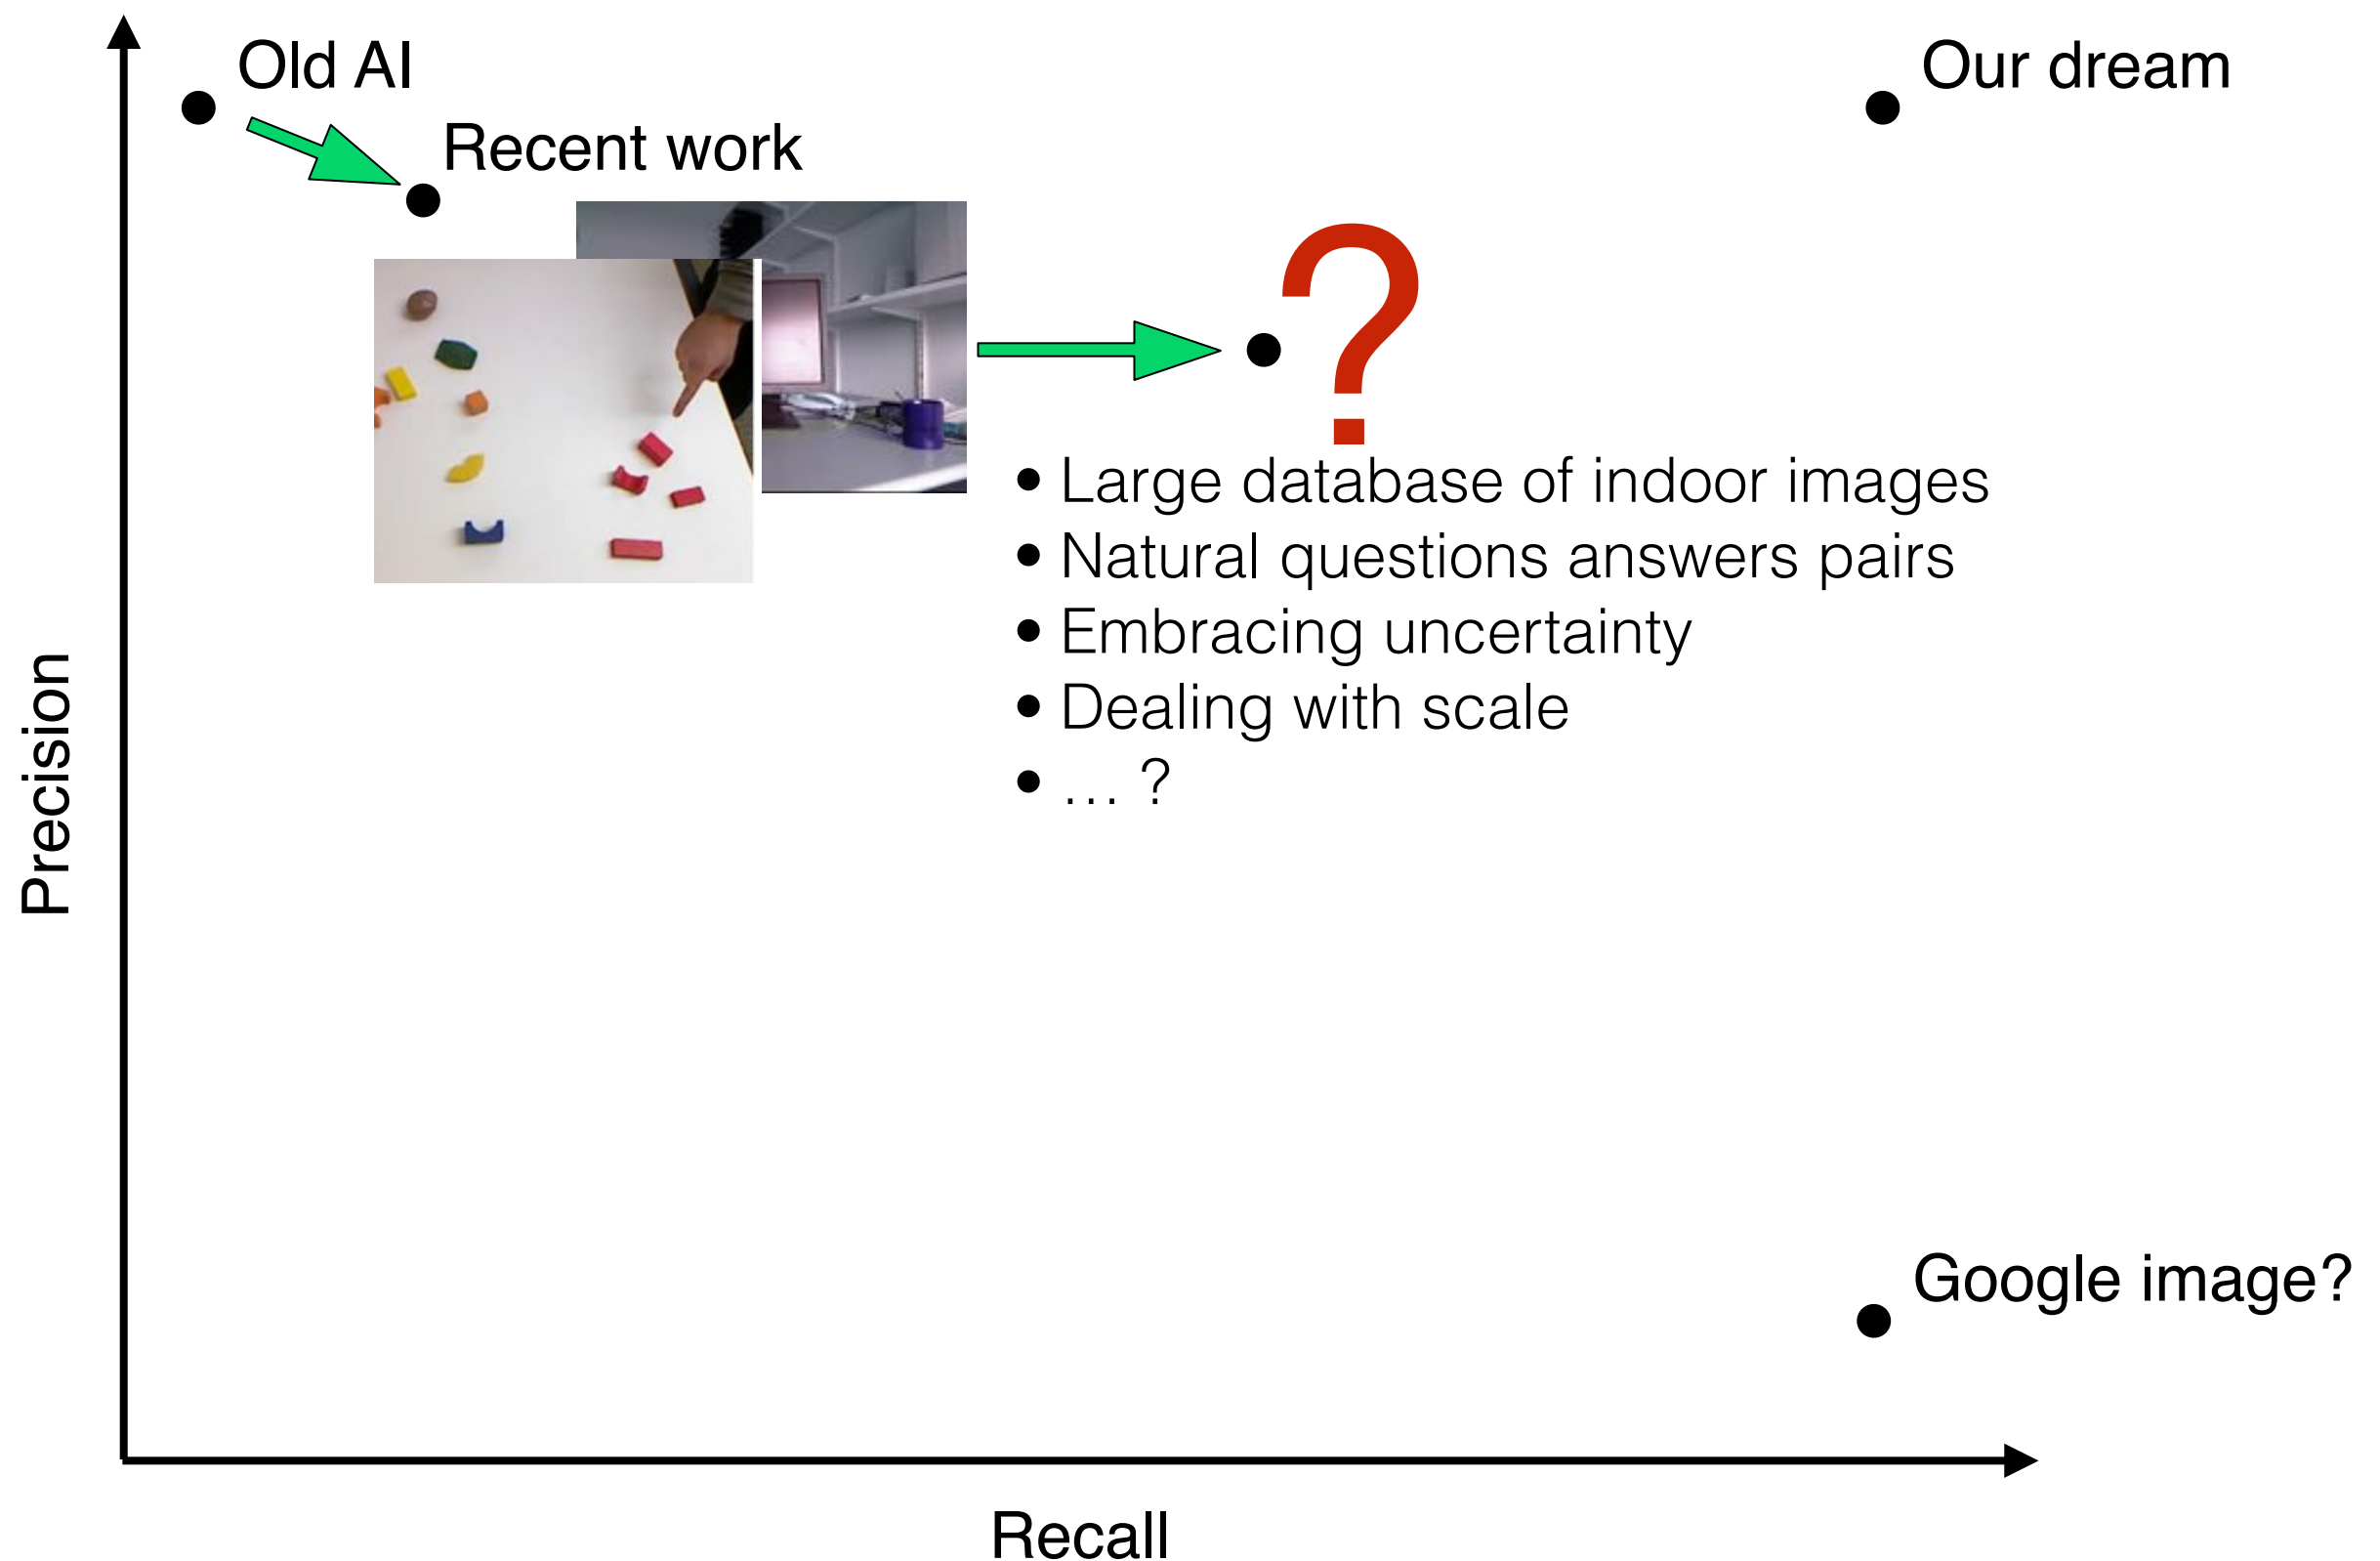 Old AI
Our dream
Recent work
?
• Large database of indoor images
• Natural questions answers pairs
• Embracing uncertainty
• Dealing with scale
• … ?
Precision
Google image?
Recall